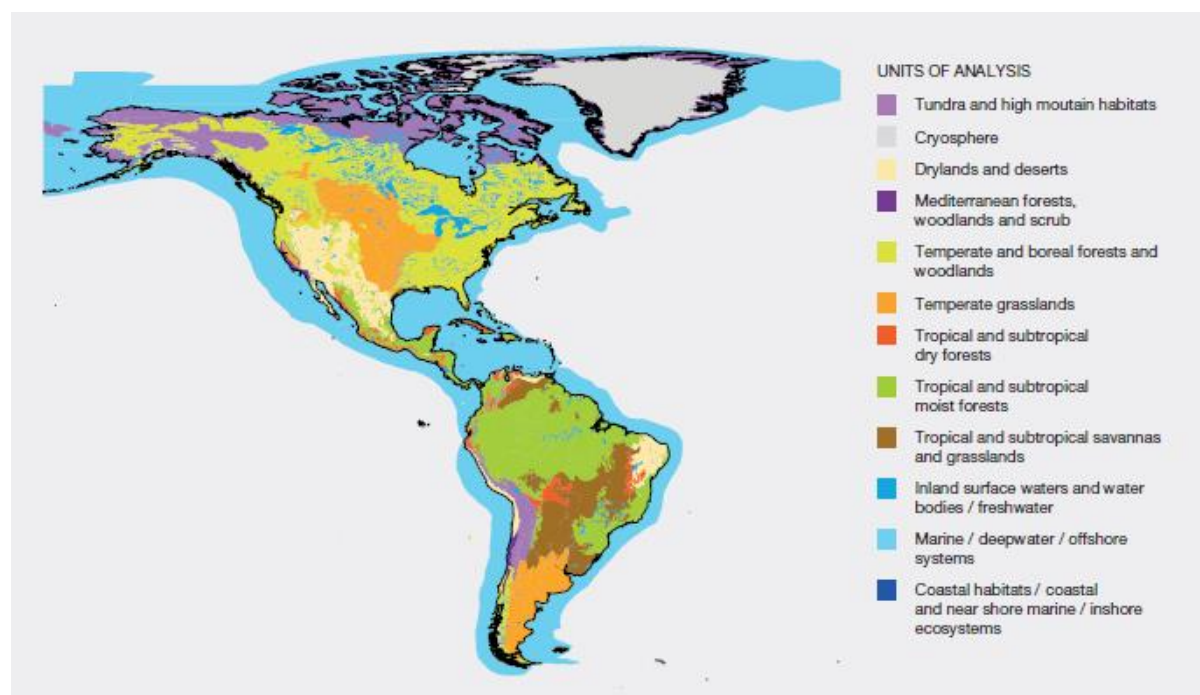 UNITS OF ANALYSIS
Tundra and high moutain habitats
Cryosphere
Drylands and deserts
Mediterranean forests,
woodlands and scrub
Temperate and boreal forests and
woodlands
Temperate grasslands
Tropical and subtropical
dry forests
Tropical and subtropical
moist forests
Tropical and subtropical savannas
and grasslands
Inland surface waters and water
bodies / freshwater
Marine / deepwater / offshore
systems
Coastal habitats / coastal
and near shore marine / inshore
ecosystems